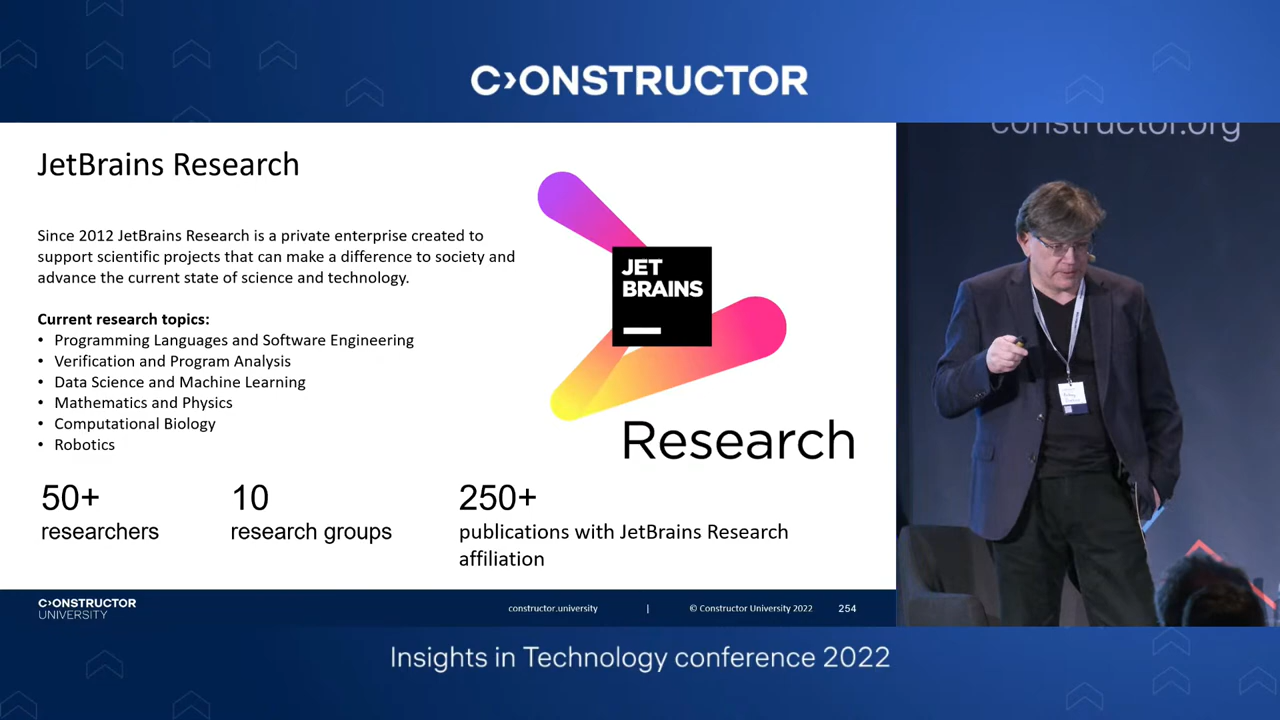 C›ONSTRUCTOR
constructor.org
JetBrains Research
Since 2012 JetBrains Research is a private enterprise created to
support scientific projects that can make a difference to society and
advance the current state of science and technology.
Current research topics:
• Programming Languages and Software Engineering
• Verification and Program Analysis
• Data Science and Machine Learning
• Mathematics and Physics
• Computational Biology
• Robotics
JET
BRAINS
Research
50+
researchers
10
research groups
250+
publications with JetBrains Research
affiliation
C›ONSTRUCTOR
UNIVERSITY
constructor.university | © Constructor University 2022 254
Insights in Technology conference 2022